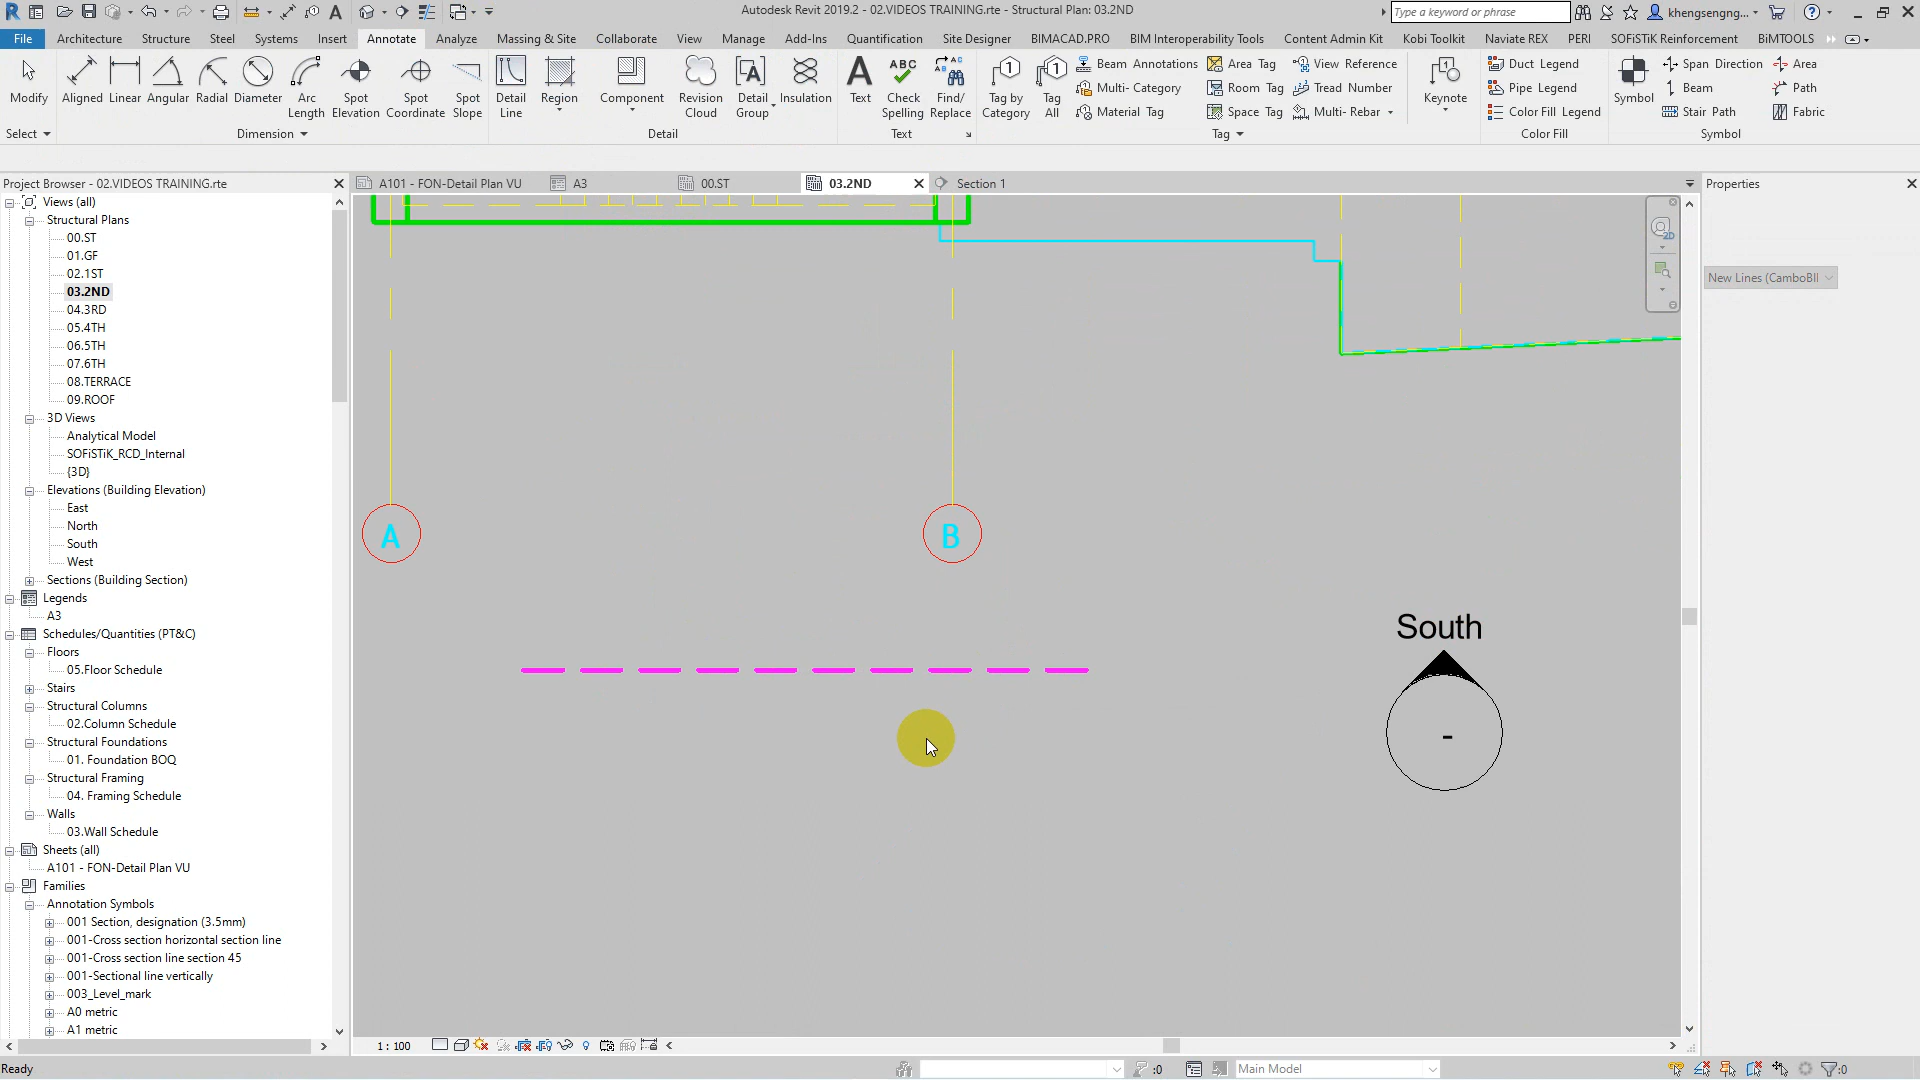 Autodesk Revit 2019.2 - 02.VIDEOS TRAINING.rte - Structural Plan: 03.2ND
Type a keyword or phrase
khengsengng...
File Architecture Structure Steel Systems Insert Annotate Analyze Massing & Site Collaborate View Manage Add-Ins Quantification Site Designer BIMACAD.PRO BIM Interoperability Tools Content Admin Kit Kobi Toolkit Naviate REX PERI SOFiSTiK Reinforcement BiMTOOLS
Modify Aligned Linear Angular Radial Diameter Arc Length Spot Elevation Spot Coordinate Spot Slope
Detail Line Region Component Revision Cloud Detail Group Insulation
Text Check Spelling Find/ Replace
Tag by Category Tag All
Beam Annotations Area Tag View Reference
Multi- Category Room Tag Tread Number
Material Tag Space Tag Multi- Rebar
Keynote
Duct Legend
Pipe Legend
Color Fill Legend
Symbol
Span Direction Area
Beam Path
Stair Path Fabric
Select Dimension Detail Text Tag Color Fill Symbol
Project Browser - 02.VIDEOS TRAINING.rte
A101 - FON-Detail Plan VU A3 00.ST 03.2ND Section 1
Properties
New Lines (CamboBI
Views (all)
Structural Plans
00.ST
01.GF
02.1ST
03.2ND
04.3RD
05.4TH
06.5TH
07.6TH
08.TERRACE
09.ROOF
3D Views
Analytical Model
SOFiSTiK_RCD_Internal
{3D}
Elevations (Building Elevation)
East
North
South
West
Sections (Building Section)
Legends
A3
Schedules/Quantities (PT&C)
Floors
05.Floor Schedule
Stairs
Structural Columns
02.Column Schedule
Structural Foundations
01. Foundation BOQ
Structural Framing
04. Framing Schedule
Walls
03.Wall Schedule
Sheets (all)
A101 - FON-Detail Plan VU
Families
Annotation Symbols
001 Section, designation (3.5mm)
001-Cross section horizontal section line
001-Cross section line section 45
001-Sectional line vertically
003_Level_mark
A0 metric
A1 metric
A B
South
-
2D
1 : 100
Ready
:0
Main Model
:0